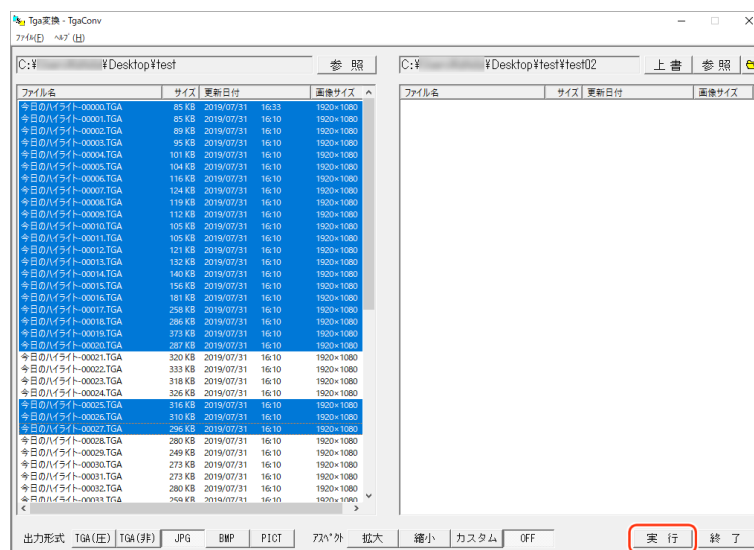 Tga変換 - TgaConv
ﾌｧｲﾙ(F) ﾍﾙﾌﾟ(H)
C:¥ ¥Desktop¥test 参 照 C:¥ ¥Desktop¥test¥test02 上 書 参 照
ファイル名 サイズ 更新日付 画像サイズ ファイル名 サイズ 更新日付 画像サイズ
今日のハイライト-00000.TGA 85 KB 2019/07/31 16:33 1920×1080
今日のハイライト-00001.TGA 85 KB 2019/07/31 16:10 1920×1080
今日のハイライト-00002.TGA 89 KB 2019/07/31 16:10 1920×1080
今日のハイライト-00003.TGA 95 KB 2019/07/31 16:10 1920×1080
今日のハイライト-00004.TGA 101 KB 2019/07/31 16:10 1920×1080
今日のハイライト-00005.TGA 104 KB 2019/07/31 16:10 1920×1080
今日のハイライト-00006.TGA 116 KB 2019/07/31 16:10 1920×1080
今日のハイライト-00007.TGA 124 KB 2019/07/31 16:10 1920×1080
今日のハイライト-00008.TGA 119 KB 2019/07/31 16:10 1920×1080
今日のハイライト-00009.TGA 112 KB 2019/07/31 16:10 1920×1080
今日のハイライト-00010.TGA 105 KB 2019/07/31 16:10 1920×1080
今日のハイライト-00011.TGA 105 KB 2019/07/31 16:10 1920×1080
今日のハイライト-00012.TGA 121 KB 2019/07/31 16:10 1920×1080
今日のハイライト-00013.TGA 132 KB 2019/07/31 16:10 1920×1080
今日のハイライト-00014.TGA 140 KB 2019/07/31 16:10 1920×1080
今日のハイライト-00015.TGA 156 KB 2019/07/31 16:10 1920×1080
今日のハイライト-00016.TGA 181 KB 2019/07/31 16:10 1920×1080
今日のハイライト-00017.TGA 258 KB 2019/07/31 16:10 1920×1080
今日のハイライト-00018.TGA 286 KB 2019/07/31 16:10 1920×1080
今日のハイライト-00019.TGA 373 KB 2019/07/31 16:10 1920×1080
今日のハイライト-00020.TGA 287 KB 2019/07/31 16:10 1920×1080
今日のハイライト-00021.TGA 320 KB 2019/07/31 16:10 1920×1080
今日のハイライト-00022.TGA 333 KB 2019/07/31 16:10 1920×1080
今日のハイライト-00023.TGA 318 KB 2019/07/31 16:10 1920×1080
今日のハイライト-00024.TGA 326 KB 2019/07/31 16:10 1920×1080
今日のハイライト-00025.TGA 316 KB 2019/07/31 16:10 1920×1080
今日のハイライト-00026.TGA 310 KB 2019/07/31 16:10 1920×1080
今日のハイライト-00027.TGA 296 KB 2019/07/31 16:10 1920×1080
今日のハイライト-00028.TGA 280 KB 2019/07/31 16:10 1920×1080
今日のハイライト-00029.TGA 249 KB 2019/07/31 16:10 1920×1080
今日のハイライト-00030.TGA 273 KB 2019/07/31 16:10 1920×1080
今日のハイライト-00031.TGA 273 KB 2019/07/31 16:10 1920×1080
今日のハイライト-00032.TGA 280 KB 2019/07/31 16:10 1920×1080
今日のハイライト-00033.TGA 259 KB 2019/07/31 16:10 1920×1080
出力形式 TGA(圧) TGA(非) JPG BMP PICT ｱｽﾍﾟｸﾄ 拡大 縮小 カスタム OFF 実 行 終 了